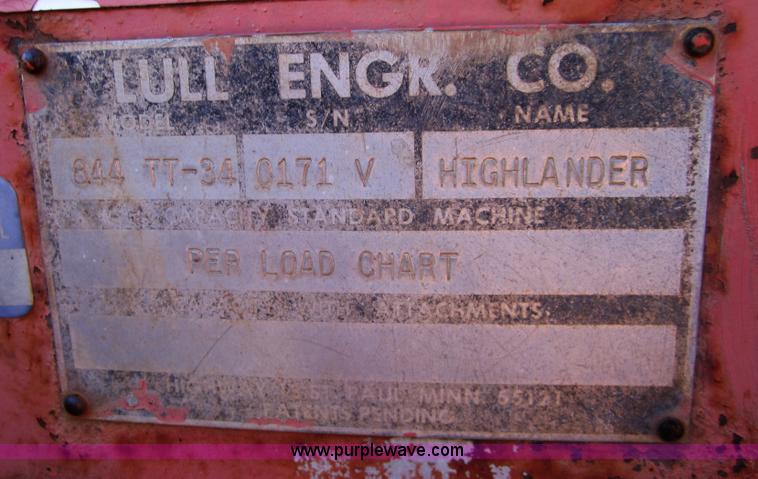 LULL ENGR. CO.
MODEL S/N NAME
844 TT-34 0171 V HIGHLANDER
CAPACITY STANDARD MACHINE
PER LOAD CHART
ATTACHMENTS:
PAUL MINN 55121
PATENTS PENDING
www.purplewave.com